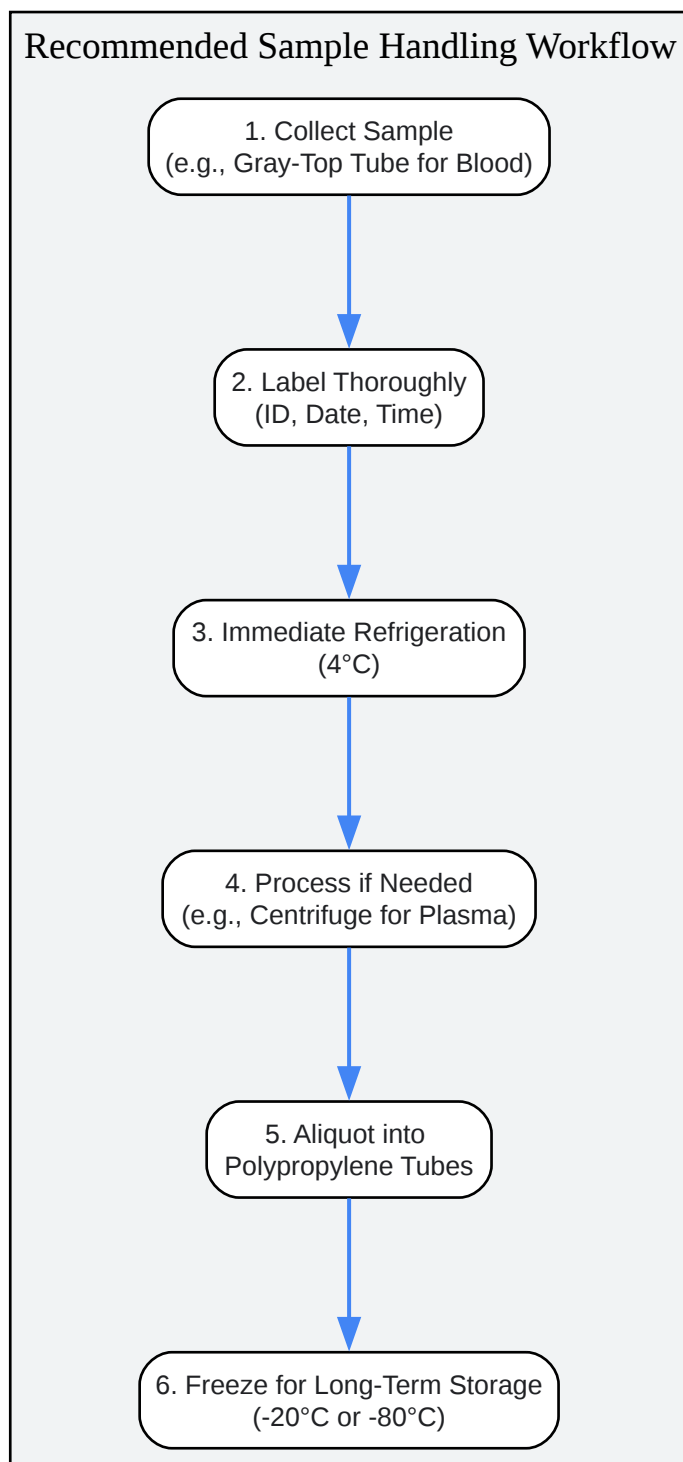 Recommended Sample Handling Workflow
1. Collect Sample
(e.g., Gray-Top Tube for Blood)
2. Label Thoroughly
(ID, Date, Time)
3. Immediate Refrigeration
(4°C)
4. Process if Needed
(e.g., Centrifuge for Plasma)
5. Aliquot into
Polypropylene Tubes
6. Freeze for Long-Term Storage
(-20°C or -80°C)